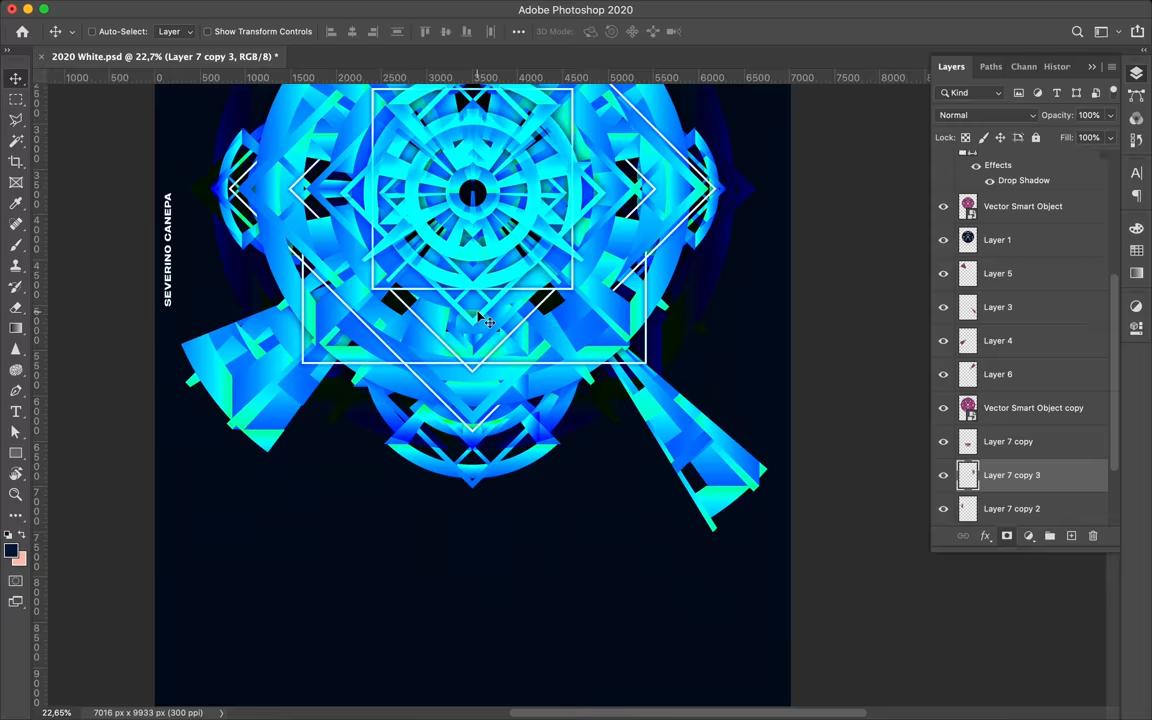 Adobe Photoshop 2020
Auto-Select: Layer Show Transform Controls 3D Mode:
2020 White.psd @ 22,7% (Layer 7 copy 3, RGB/8) *
1000 500 0 500 1000 1500 2000 2500 3000 3500 4000 4500 5000 5500 6000 6500 7000 7500 8000
Layers Paths Chann Histor
Kind
Normal Opacity: 100%
Lock: Fill: 100%
Effects
Drop Shadow
Vector Smart Object
Layer 1
Layer 5
Layer 3
Layer 4
Layer 6
Vector Smart Object copy
Layer 7 copy
Layer 7 copy 3
Layer 7 copy 2
SEVERINO CANEPA
22,65% 7016 px x 9933 px (300 ppi)